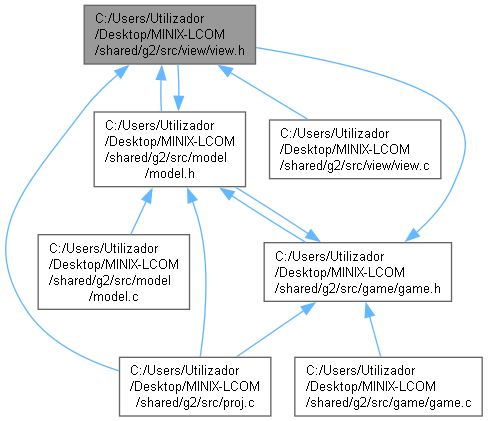 C:/Users/Utilizador
/Desktop/MINIX-LCOM
/shared/g2/src/view/view.h
C:/Users/Utilizador
/Desktop/MINIX-LCOM
/shared/g2/src/model
/model.h
C:/Users/Utilizador
/Desktop/MINIX-LCOM
/shared/g2/src/view/view.c
C:/Users/Utilizador
/Desktop/MINIX-LCOM
/shared/g2/src/model
/model.c
C:/Users/Utilizador
/Desktop/MINIX-LCOM
/shared/g2/src/game/game.h
C:/Users/Utilizador
/Desktop/MINIX-LCOM
/shared/g2/src/proj.c
C:/Users/Utilizador
/Desktop/MINIX-LCOM
/shared/g2/src/game/game.c